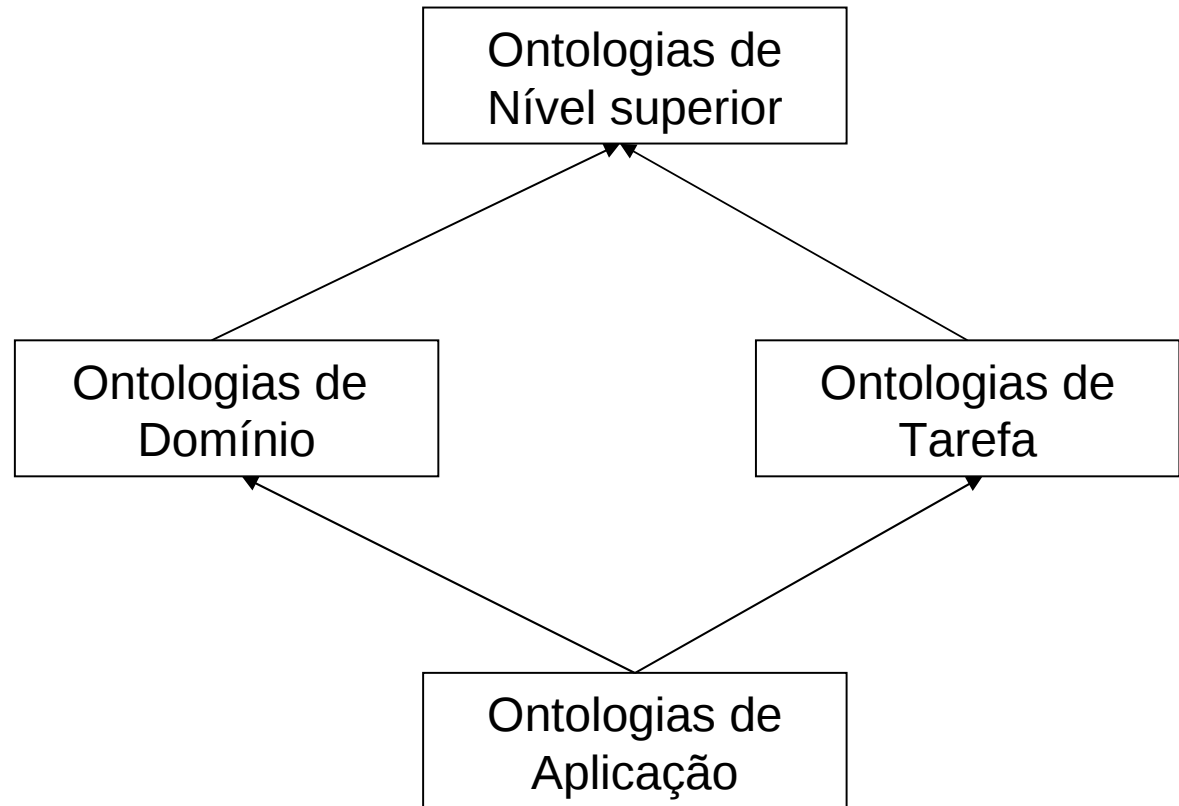 Ontologias de
Nível superior
Ontologias de
Domínio
Ontologias de
Tarefa
Ontologias de
Aplicação